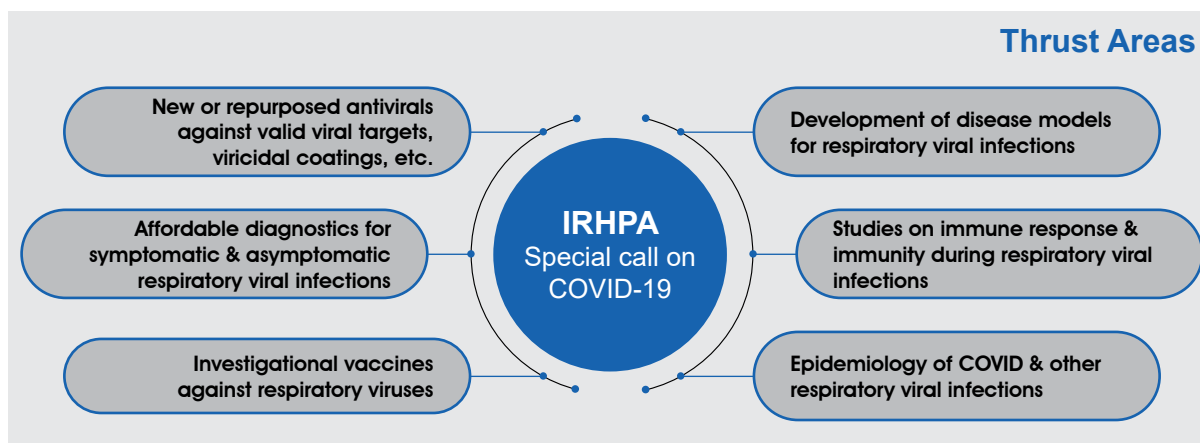 Thrust Areas
New or repurposed antivirals
against valid viral targets,
viricidal coatings, etc.
Affordable diagnostics for
symptomatic & asymptomatic
respiratory viral infections
Investigational vaccines
against respiratory viruses
IRHPA
Special call on
COVID-19
Development of disease models
for respiratory viral infections
Studies on immune response &
immunity during respiratory viral
infections
Epidemiology of COVID & other
respiratory viral infections